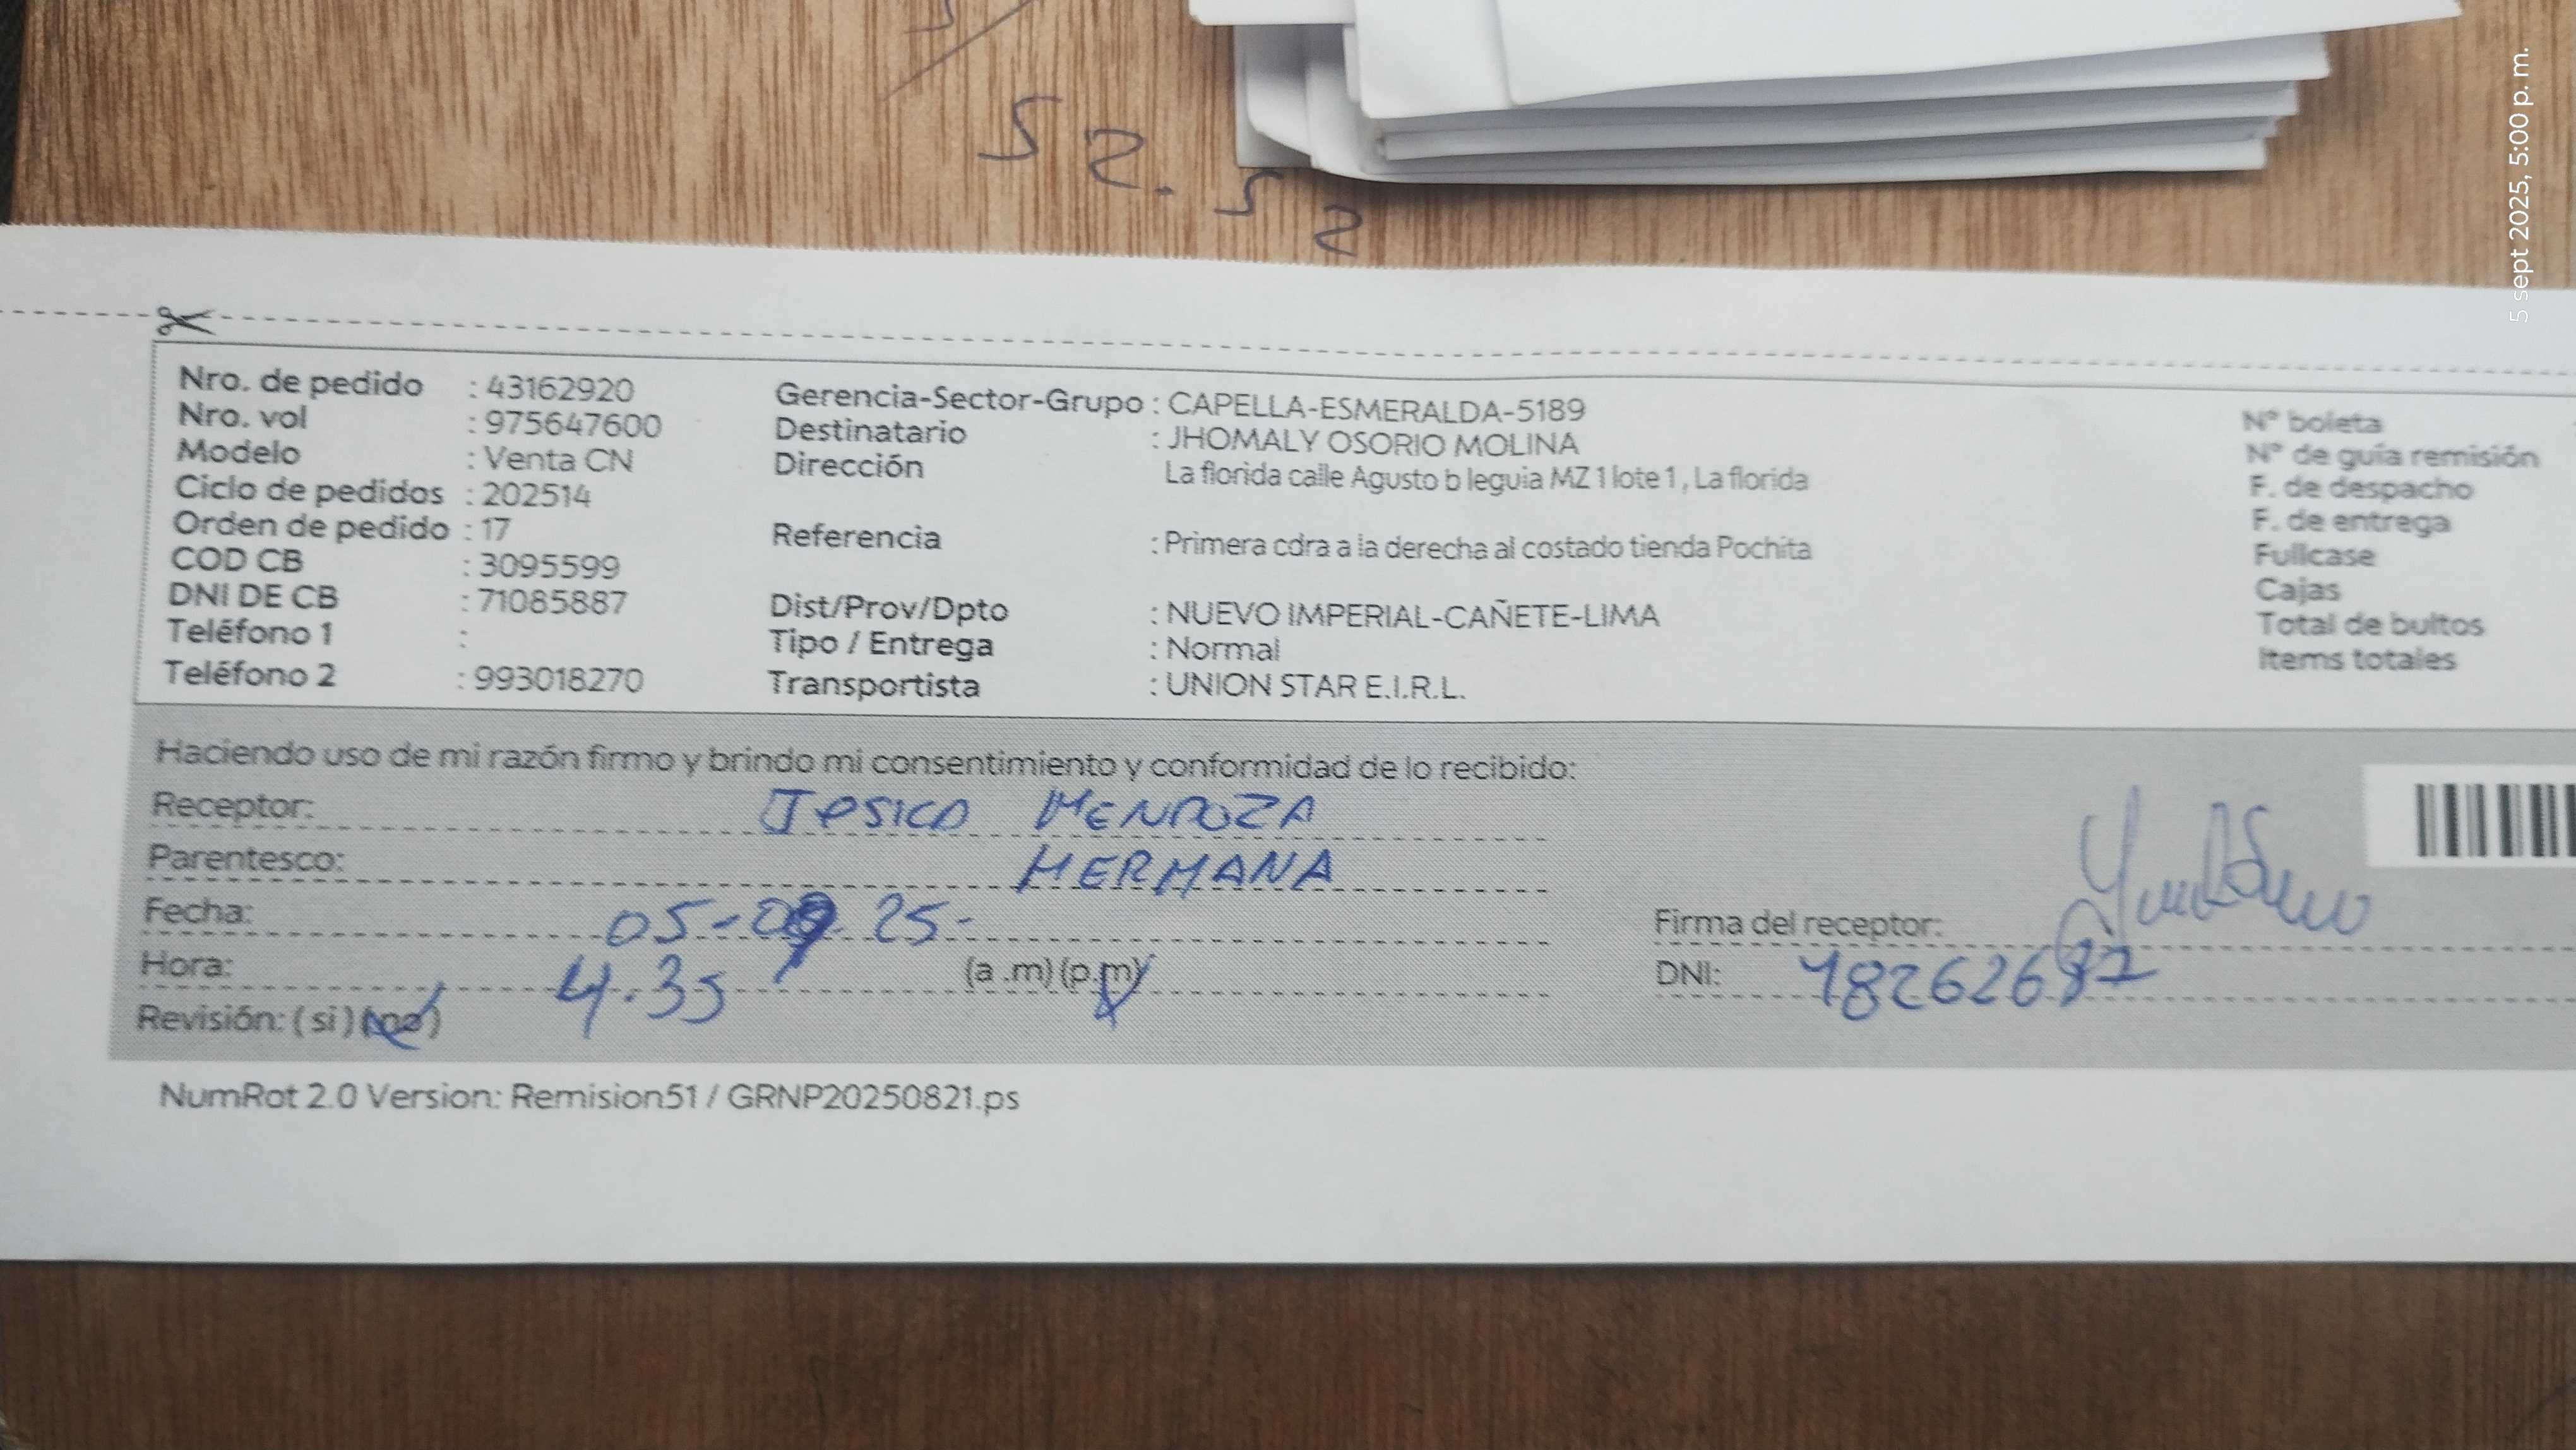 5 sept 2025, 5:00 p. m.
52.52
Nro. de pedido : 43162920
Nro. vol : 975647600
Modelo : Venta CN
Ciclo de pedidos : 202514
Orden de pedido : 17
COD CB : 3095599
DNI DE CB : 71085887
Teléfono 1 :
Teléfono 2 : 993018270
Gerencia-Sector-Grupo : CAPELLA-ESMERALDA-5189
Destinatario : JHOMALY OSORIO MOLINA
Dirección La florida calle Agusto b leguia MZ 1 lote 1, La florida
Referencia : Primera cdra a la derecha al costado tienda Pochita
Dist/Prov/Dpto : NUEVO IMPERIAL-CAÑETE-LIMA
Tipo / Entrega : Normal
Transportista : UNION STAR E.I.R.L.
N° boleta
N° de guía remisión
F. de despacho
F. de entrega
Fullcase
Cajas
Total de bultos
Items totales
Haciendo uso de mi razón firmo y brindo mi consentimiento y conformidad de lo recibido:
Receptor: JESICA MENDOZA
Parentesco: HERMANA
Fecha: 05-09.25-
Hora: 4.35 (a.m) (p.m)
Revisión: (si) (no)
Firma del receptor:
DNI:
NumRot 2.0 Version: Remision51 / GRNP20250821.ps